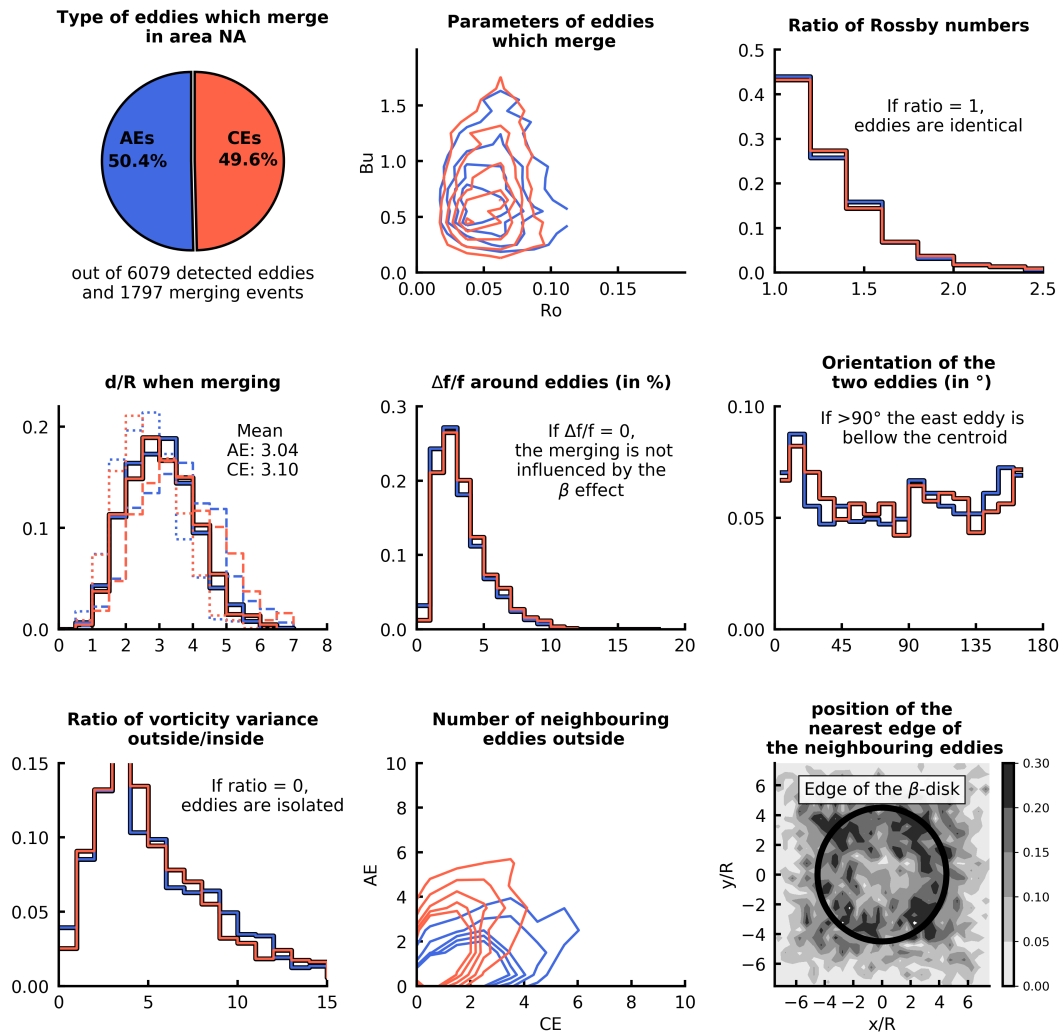 Type of eddies which merge
in area NA
AEs
50.4%
CEs
49.6%
out of 6079 detected eddies
and 1797 merging events
Parameters of eddies
which merge
Bu
1.5
1.0
0.5
0.0
0.00
0.05
0.10
0.15
Ro
Ratio of Rossby numbers
If ratio = 1,
eddies are identical
0.5
0.4
0.3
0.2
0.1
0.0
1.0
1.5
2.0
2.5
d/R when merging
Mean
AE: 3.04
CE: 3.10
0.2
0.1
0.0
0
1
2
3
4
5
6
7
8
Δf/f around eddies (in %)
If Δf/f = 0,
the merging is not
influenced by the
β effect
0.3
0.2
0.1
0.0
0
5
10
15
20
Orientation of the
two eddies (in °)
If >90° the east eddy is
bellow the centroid
0.10
0.05
0.00
0
45
90
135
180
Ratio of vorticity variance
outside/inside
If ratio = 0,
eddies are isolated
0.15
0.10
0.05
0.00
0
5
10
15
Number of neighbouring
eddies outside
AE
10
8
6
4
2
0
0
2
4
6
8
10
CE
position of the
nearest edge of
the neighbouring eddies
Edge of the β-disk
y/R
6
4
2
0
−2
−4
−6
−6
−4
−2
0
2
4
6
x/R
0.30
0.20
0.15
0.10
0.05
0.00